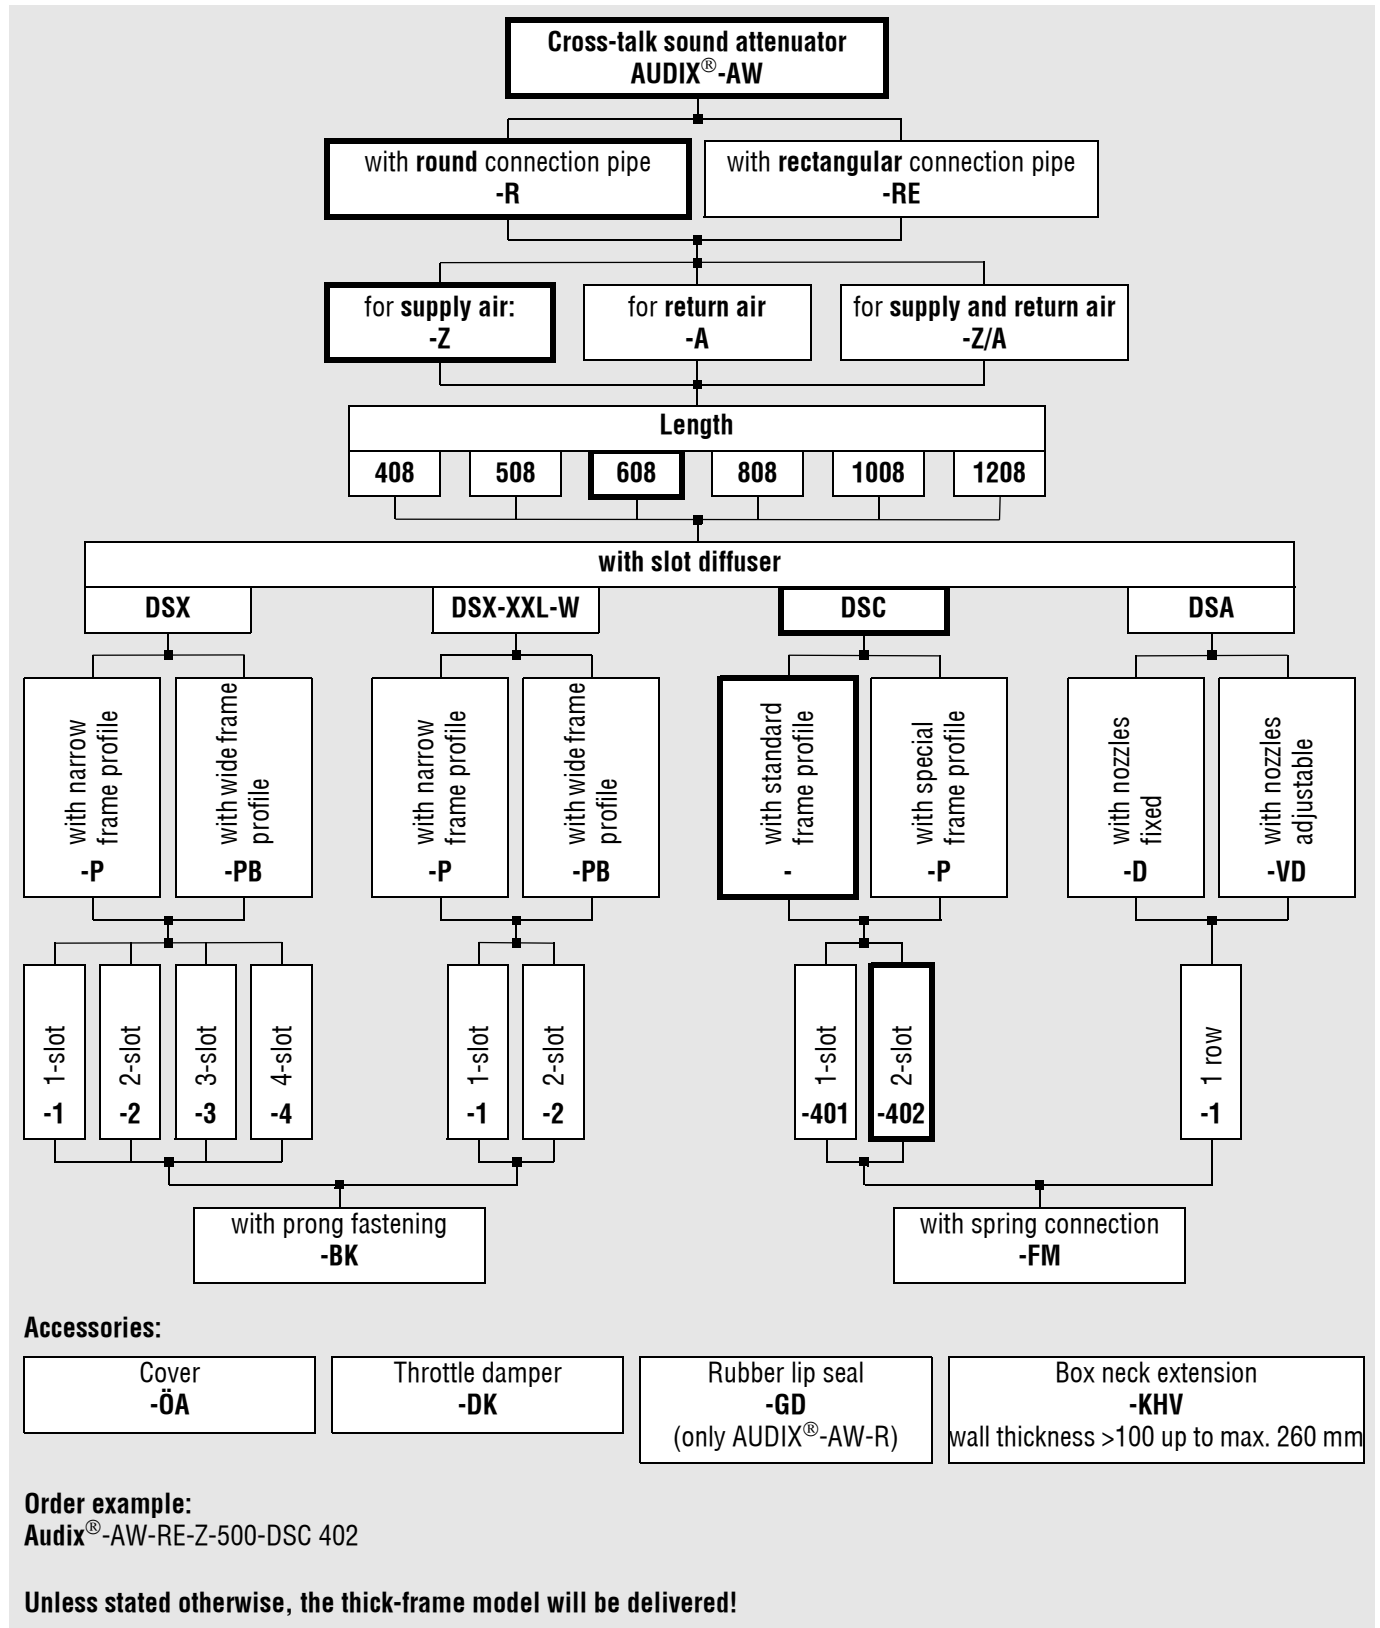 Cross-talk sound attenuator
AUDIX®-AW
with round connection pipe
-R
with rectangular connection pipe
-RE
for supply air:
-Z
for return air
-A
for supply and return air
-Z/A
Length
408
508
608
808
1008
1208
with slot diffuser
DSX
DSX-XXL-W
DSC
DSA
with narrow
frame profile
-P
with wide frame
profile
-PB
with narrow
frame profile
-P
with wide frame
profile
-PB
with standard
frame profile
-
with special
frame profile
-P
with nozzles
fixed
-D
with nozzles
adjustable
-VD
1-slot
-1
2-slot
-2
3-slot
-3
4-slot
-4
1-slot
-1
2-slot
-2
1-slot
-401
2-slot
-402
1 row
-1
with prong fastening
-BK
with spring connection
-FM
Accessories:
Cover
-ÖA
Throttle damper
-DK
Rubber lip seal
-GD
(only AUDIX®-AW-R)
Box neck extension
-KHV
wall thickness >100 up to max. 260 mm
Order example:
Audix®-AW-RE-Z-500-DSC 402
Unless stated otherwise, the thick-frame model will be delivered!